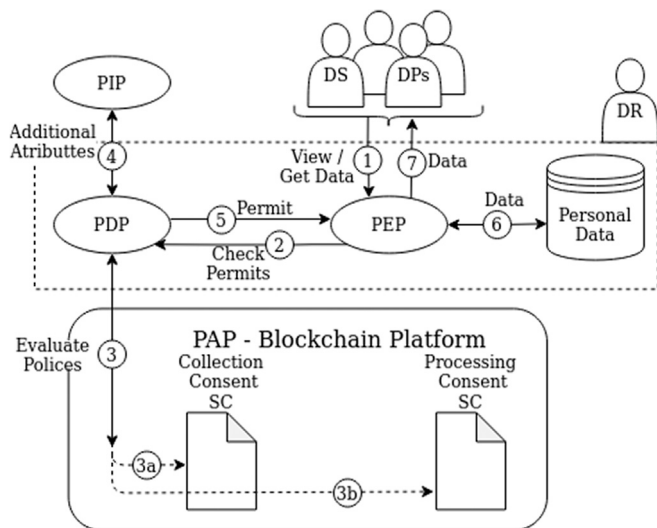 PIP
DS
DPs
DR
Additional
Atributtes
4
View /
Get Data
1
7
Data
PDP
5
Permit
2
Check
Permits
PEP
Data
6
Personal
Data
Evaluate
Polices
3
PAP - Blockchain Platform
Collection
Consent
SC
Processing
Consent
SC
3a
3b